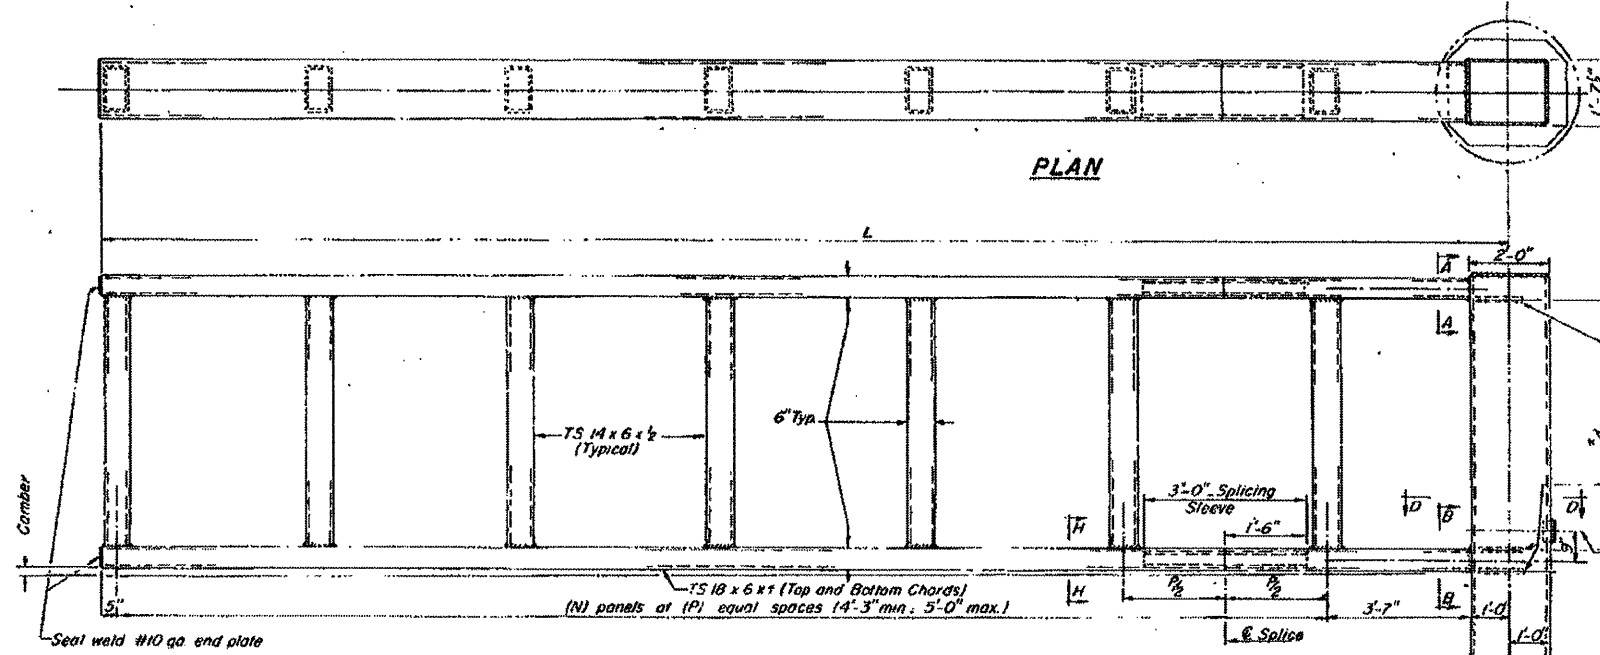 1'-7½"
PLAN
L
A
2'-0"
A
TS 14 x 6 x ½
(Typical)
6" Typ.
Camber
3'-0" Splicing
Sleeve
1'-6"
H
D
B
D
9"
TS 18 x 6 x † (Top and Bottom Chords)
H
P/2
P/2
B
5"
(N) panels at (P) equal spaces (4'-3" min.; 5'-0" max.)
3'-7"
1'-0
1'-0"
Seal weld #10 ga. end plate
℄ Splice